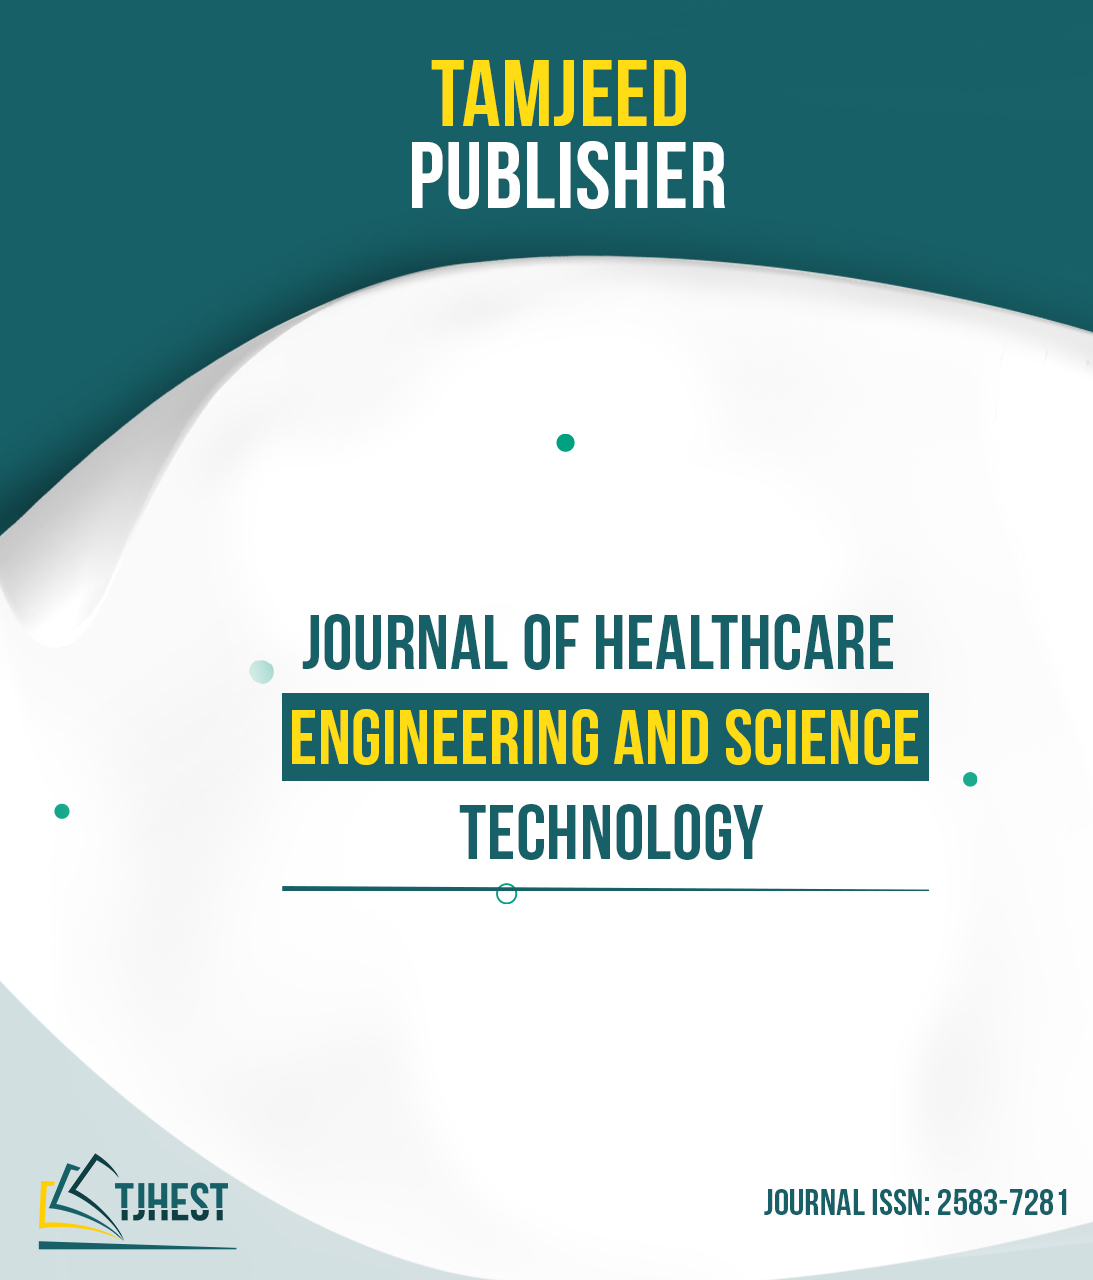 TAMJEED
PUBLISHER
JOURNAL OF HEALTHCARE
ENGINEERING AND SCIENCE
TECHNOLOGY
TJHEST
JOURNAL ISSN: 2583-7281